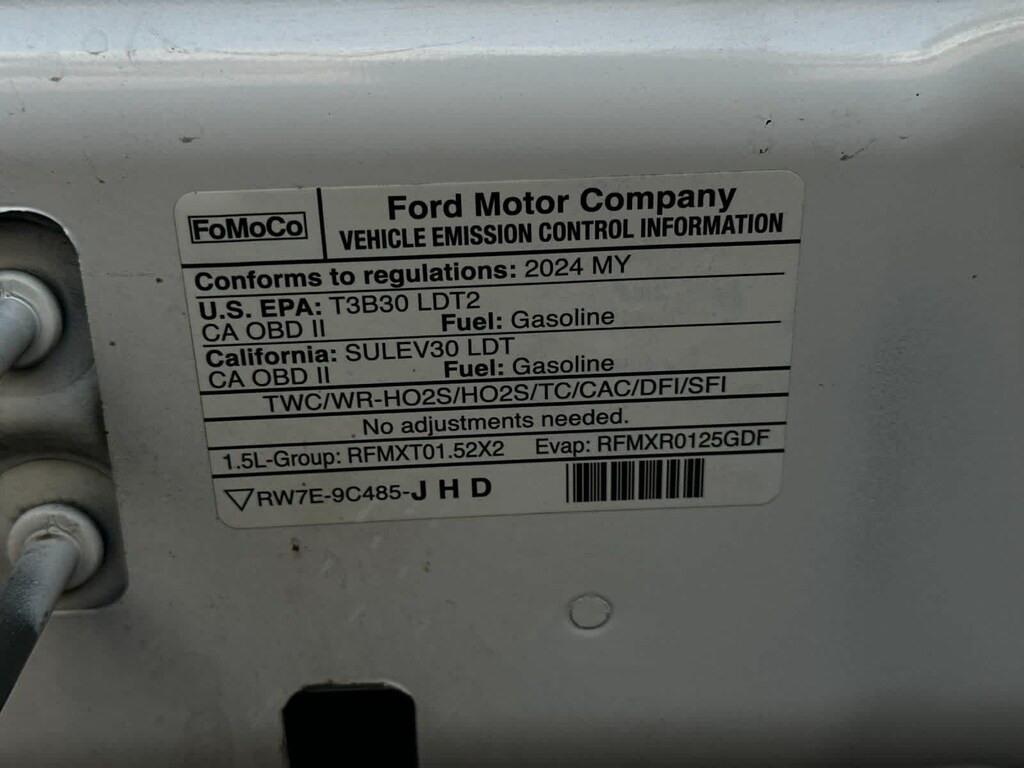 FoMoCo
Ford Motor Company
VEHICLE EMISSION CONTROL INFORMATION
Conforms to regulations: 2024 MY
U.S. EPA: T3B30 LDT2
CA OBD II Fuel: Gasoline
California: SULEV30 LDT
CA OBD II Fuel: Gasoline
TWC/WR-HO2S/HO2S/TC/CAC/DFI/SFI
No adjustments needed.
1.5L-Group: RFMXT01.52X2 Evap: RFMXR0125GDF
RW7E-9C485-JHD